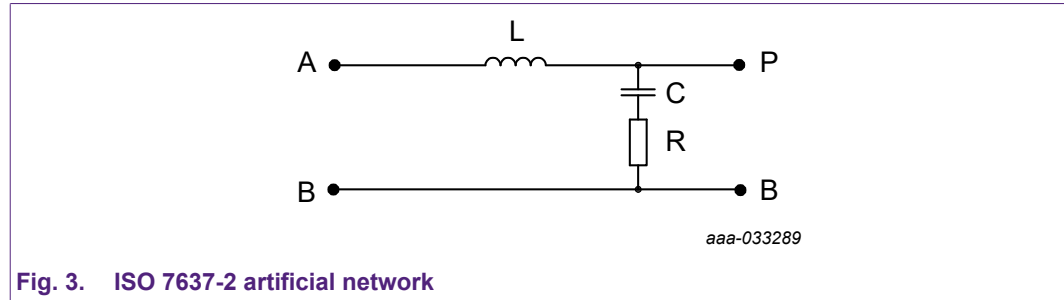 L
A
P
C
R
B
B
aaa-033289
Fig. 3. ISO 7637-2 artificial network